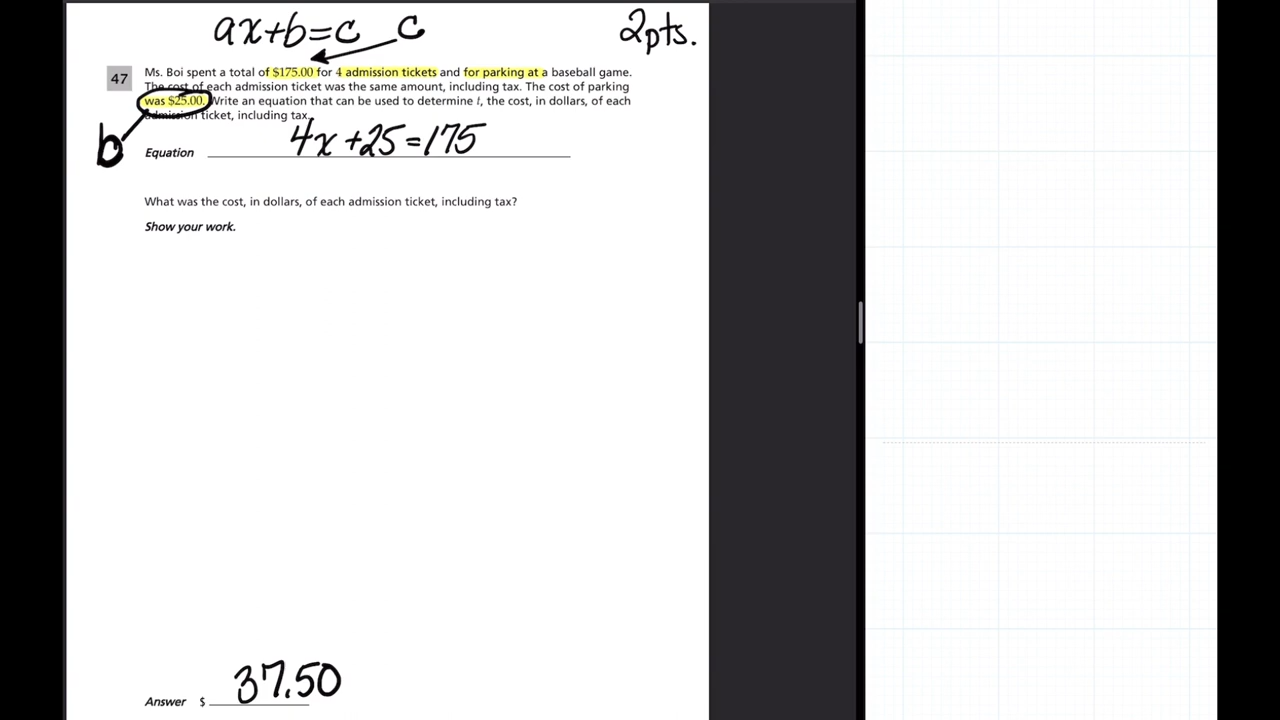 ax+b=c c 2pts.
47 Ms. Boi spent a total of $175.00 for 4 admission tickets and for parking at a baseball game.
The cost of each admission ticket was the same amount, including tax. The cost of parking
was $25.00. Write an equation that can be used to determine t, the cost, in dollars, of each
admission ticket, including tax.
b
Equation 4x+25=175
What was the cost, in dollars, of each admission ticket, including tax?
Show your work.
Answer $ 37.50